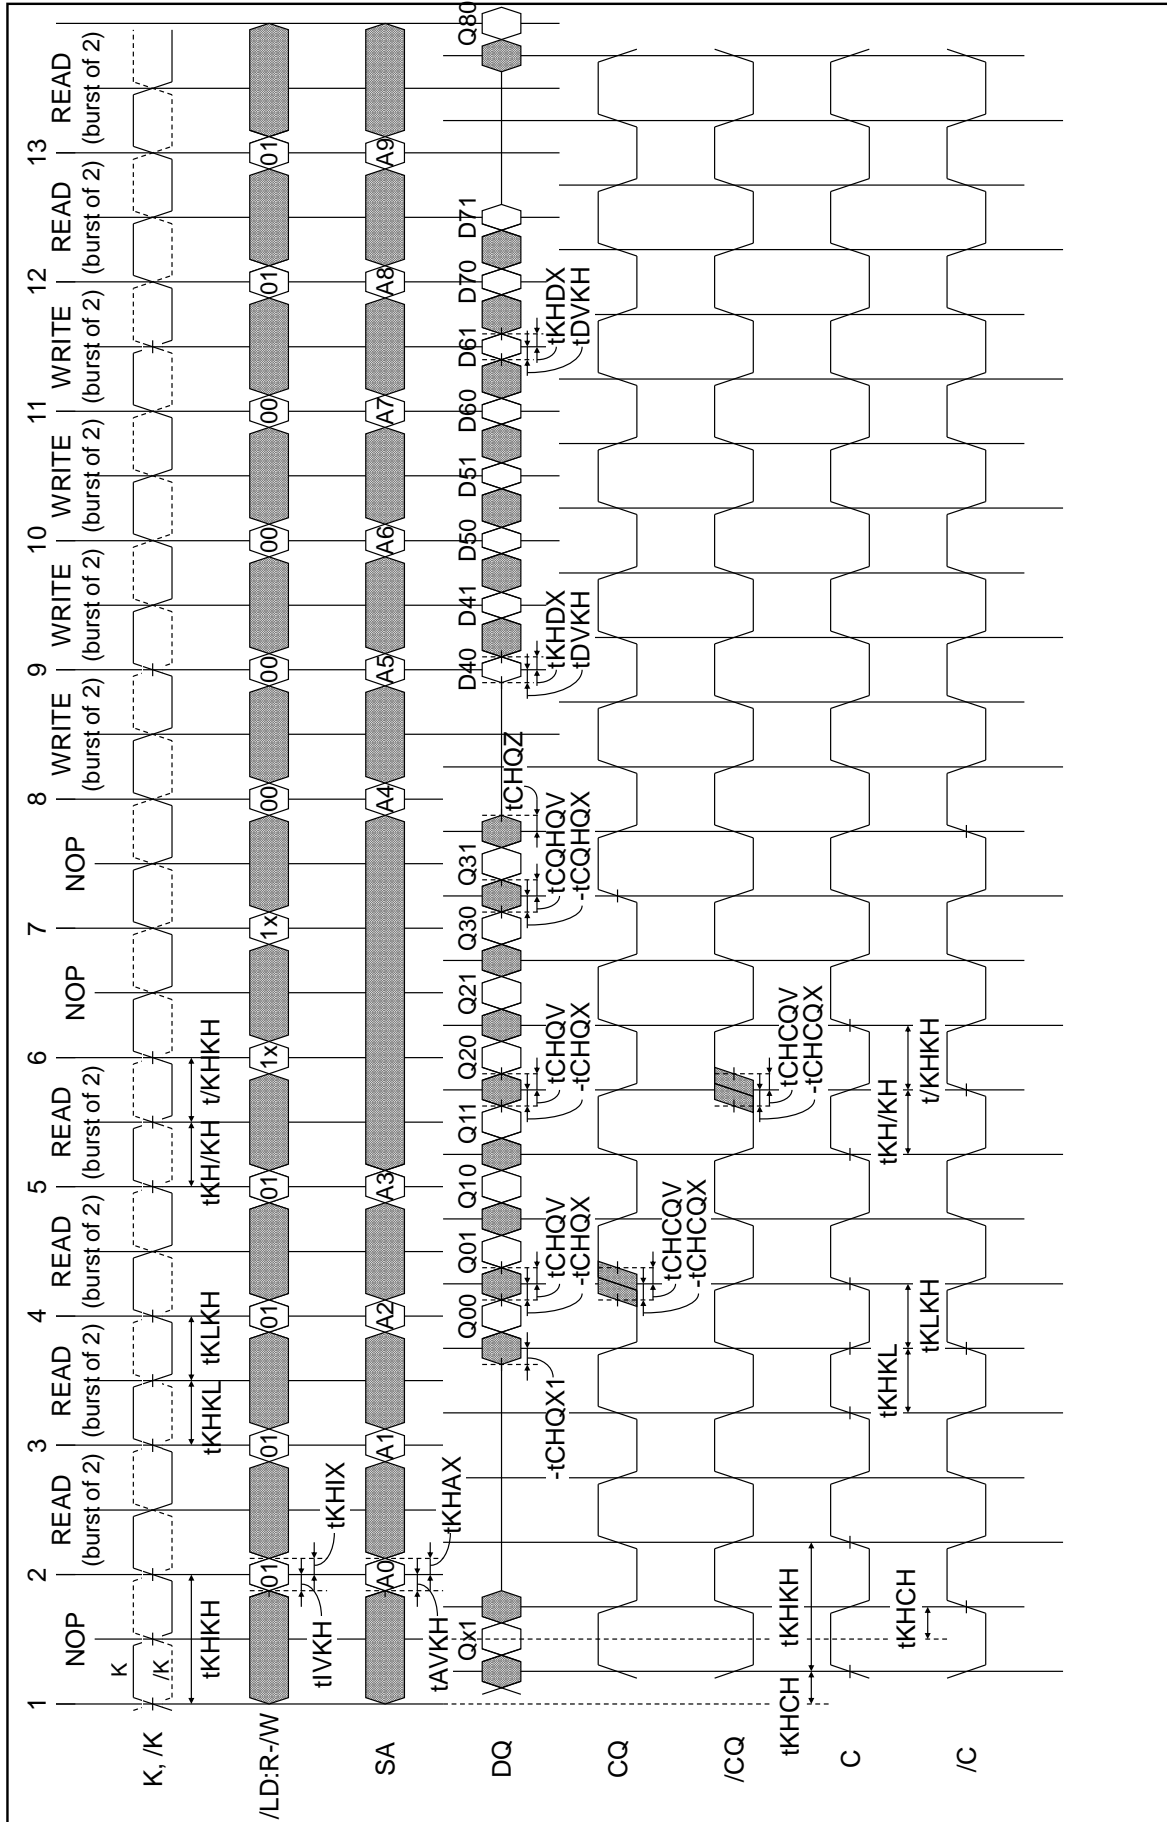 1 2 3 4 5 6 7 8 9 10 11 12 13
NOP READ READ READ READ NOP NOP WRITE WRITE WRITE WRITE READ READ
(burst of 2) (burst of 2) (burst of 2) (burst of 2) (burst of 2) (burst of 2) (burst of 2) (burst of 2) (burst of 2) (burst of 2)
K
K, /K
/K
tKHKH tKHKL tKLKH tKH/KH t/KHKH
/LD:R-/W 01 01 01 01 1x 1x 00 00 00 00 01 01
tIVKH tKHIX
SA A0 A1 A2 A3 A4 A5 A6 A7 A8 A9
tAVKH tKHAX
Qx1 Q00 Q01 Q10 Q11 Q20 Q21 Q30 Q31 D40 D41 D50 D51 D60 D61 D70 D71 Q80
DQ
tCHQZ
-tCHQX1 tCHQV tCHQV tCQHQV tKHDX tKHDX
-tCHQX -tCHQX -tCQHQX tDVKH tDVKH
CQ
tCHCQV
-tCHCQX
/CQ
tCHCQV
-tCHCQX
tKHCH tKHKH
C
tKHKL tKLKH tKH/KH t/KHKH
tKHCH
/C